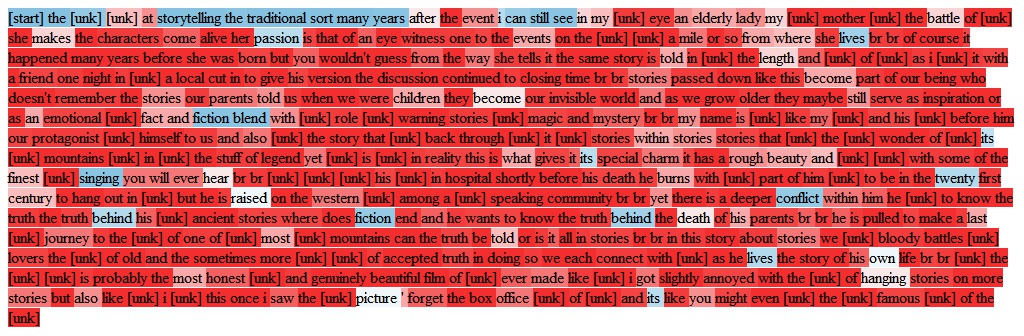 [start] the [unk] [unk] at storytelling the traditional sort many years after the event i can still see in my [unk] eye an elderly lady my [unk] mother [unk] the battle of [unk]
she makes the characters come alive her passion is that of an eye witness one to the events on the [unk] [unk] a mile or so from where she lives br br of course it
happened many years before she was born but you wouldn't guess from the way she tells it the same story is told in [unk] the length and [unk] of [unk] as i [unk] it with
a friend one night in [unk] a local cut in to give his version the discussion continued to closing time br br stories passed down like this become part of our being who
doesn't remember the stories our parents told us when we were children they become our invisible world and as we grow older they maybe still serve as inspiration or
as an emotional [unk] fact and fiction blend with [unk] role [unk] warning stories [unk] magic and mystery br br my name is [unk] like my [unk] and his [unk] before him
our protagonist [unk] himself to us and also [unk] the story that [unk] back through [unk] it [unk] stories within stories stories that [unk] the [unk] wonder of [unk] its
[unk] mountains [unk] in [unk] the stuff of legend yet [unk] is [unk] in reality this is what gives it its special charm it has a rough beauty and [unk] [unk] with some of the
finest [unk] singing you will ever hear br br [unk] [unk] [unk] his [unk] in hospital shortly before his death he burns with [unk] part of him [unk] to be in the twenty first
century to hang out in [unk] but he is raised on the western [unk] among a [unk] speaking community br br yet there is a deeper conflict within him he [unk] to know the
truth the truth behind his [unk] ancient stories where does fiction end and he wants to know the truth behind the death of his parents br br he is pulled to make a last
[unk] journey to the [unk] of one of [unk] most [unk] mountains can the truth be told or is it all in stories br br in this story about stories we [unk] bloody battles [unk]
lovers the [unk] of old and the sometimes more [unk] [unk] of accepted truth in doing so we each connect with [unk] as he lives the story of his own life br br the [unk]
[unk] [unk] is probably the most honest [unk] and genuinely beautiful film of [unk] ever made like [unk] i got slightly annoyed with the [unk] of hanging stories on more
stories but also like [unk] i [unk] this once i saw the [unk] picture ' forget the box office [unk] of [unk] and its like you might even [unk] the [unk] famous [unk] of the
[unk]